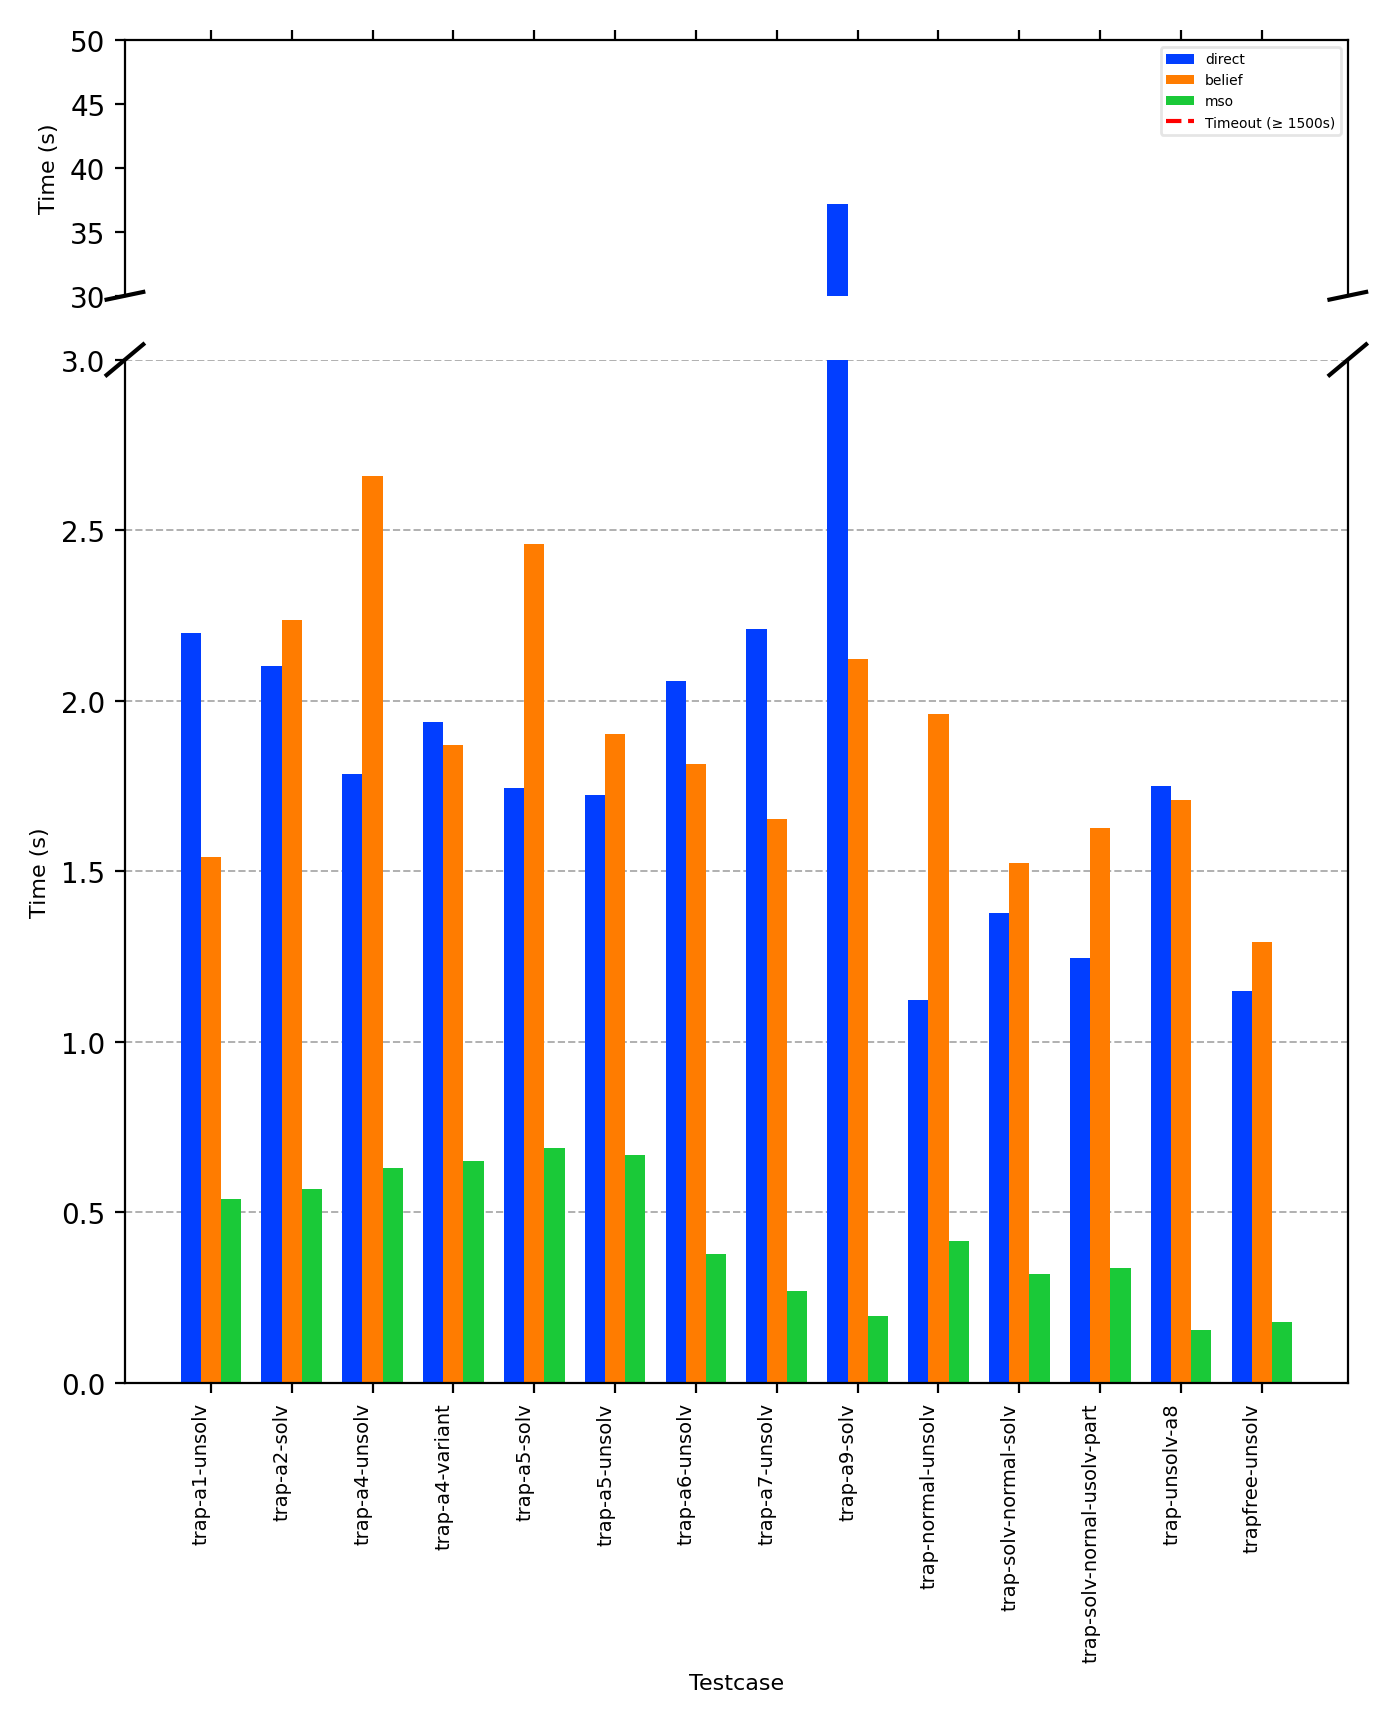 50
45
40
35
30
Time (s)
direct
belief
mso
Timeout (≥ 1500s)
3.0
2.5
2.0
1.5
1.0
0.5
0.0
Time (s)
trap-a1-unsolv
trap-a2-solv
trap-a4-unsolv
trap-a4-variant
trap-a5-solv
trap-a5-unsolv
trap-a6-unsolv
trap-a7-unsolv
trap-a9-solv
trap-normal-unsolv
trap-solv-normal-solv
trap-solv-nornal-usolv-part
trap-unsolv-a8
trapfree-unsolv
Testcase